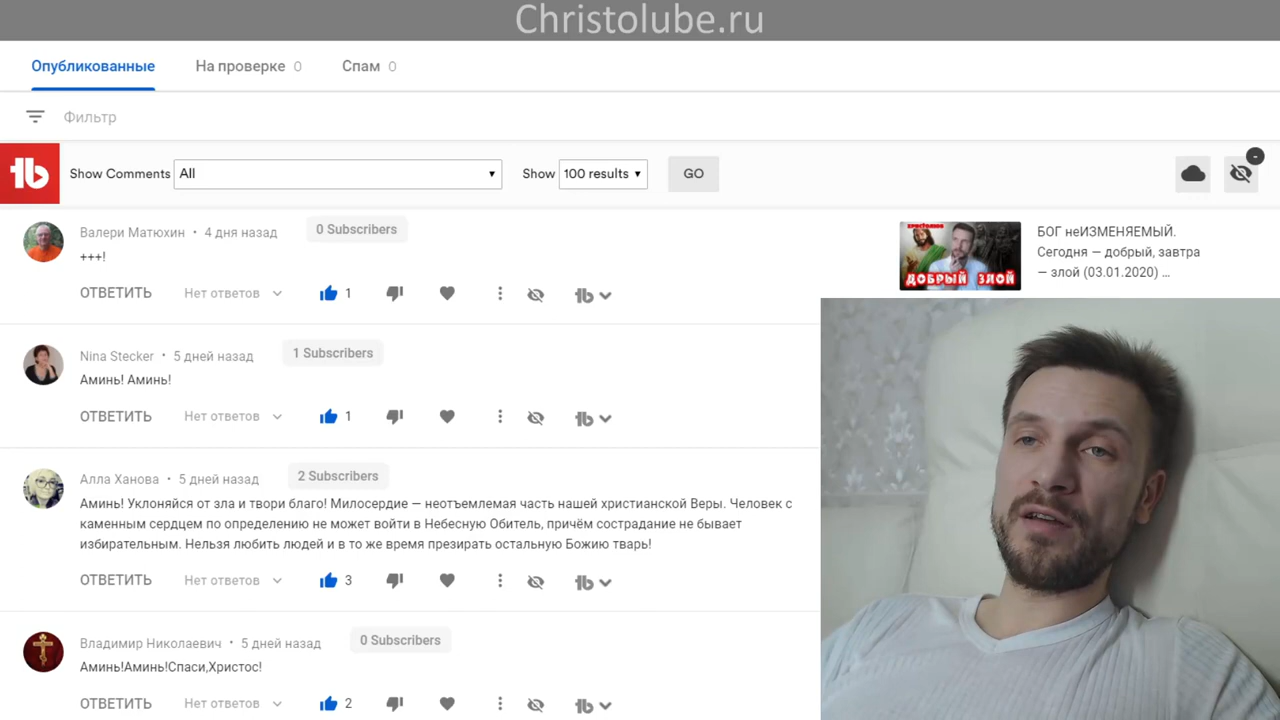 Christolube.ru
Опубликованные
На проверке 0
Спам 0
Фильтр
Show Comments All
Show 100 results
GO
-
Валери Матюхин • 4 дня назад
0 Subscribers
+++!
ОТВЕТИТЬ
Нет ответов
1
БОГ неИЗМЕНЯЕМЫЙ.
Сегодня — добрый, завтра
— злой (03.01.2020) ...
ДОБРЫЙ ЗЛОЙ
Nina Stecker • 5 дней назад
1 Subscribers
Аминь! Аминь!
ОТВЕТИТЬ
Нет ответов
1
Алла Ханова • 5 дней назад
2 Subscribers
Аминь! Уклоняйся от зла и твори благо! Милосердие — неотъемлемая часть нашей христианской Веры. Человек с
каменным сердцем по определению не может войти в Небесную Обитель, причём сострадание не бывает
избирательным. Нельзя любить людей и в то же время презирать остальную Божию тварь!
ОТВЕТИТЬ
Нет ответов
3
Владимир Николаевич • 5 дней назад
0 Subscribers
Аминь!Аминь!Спаси,Христос!
ОТВЕТИТЬ
Нет ответов
2